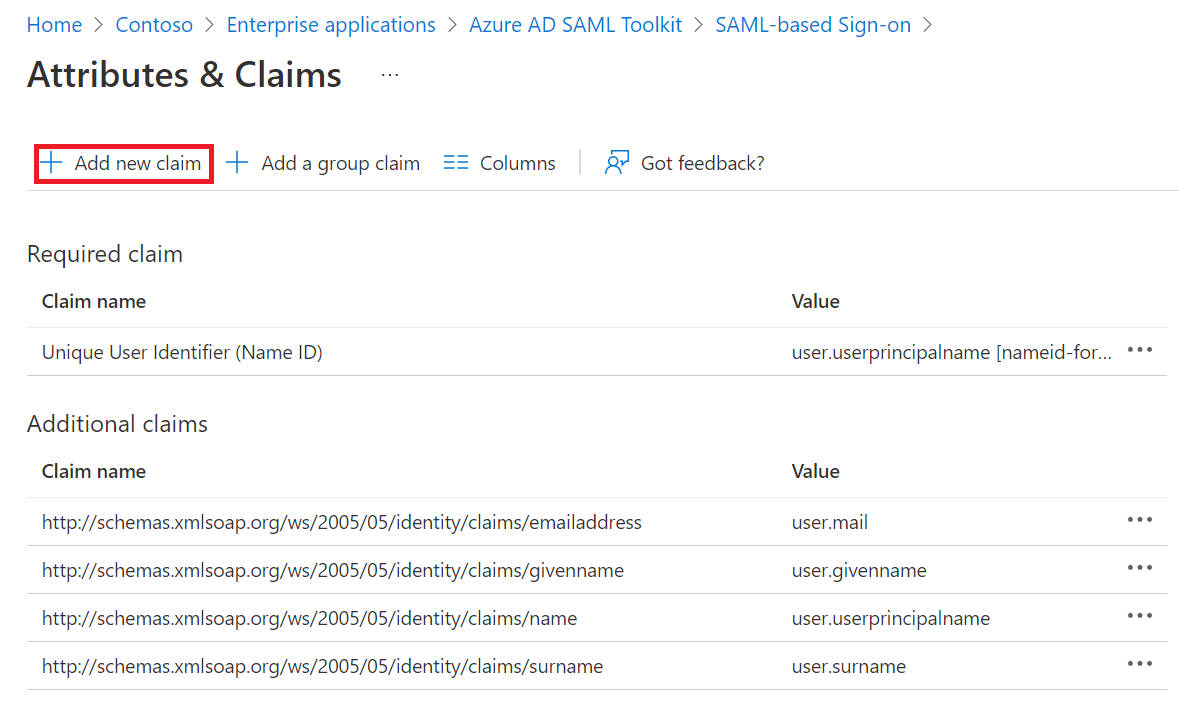 Home > Contoso > Enterprise applications > Azure AD SAML Toolkit > SAML-based Sign-on >
Attributes & Claims ...
Add new claim Add a group claim Columns Got feedback?
Required claim
Claim name Value
Unique User Identifier (Name ID) user.userprincipalname [nameid-for...
Additional claims
Claim name Value
http://schemas.xmlsoap.org/ws/2005/05/identity/claims/emailaddress user.mail
http://schemas.xmlsoap.org/ws/2005/05/identity/claims/givenname user.givenname
http://schemas.xmlsoap.org/ws/2005/05/identity/claims/name user.userprincipalname
http://schemas.xmlsoap.org/ws/2005/05/identity/claims/surname user.surname